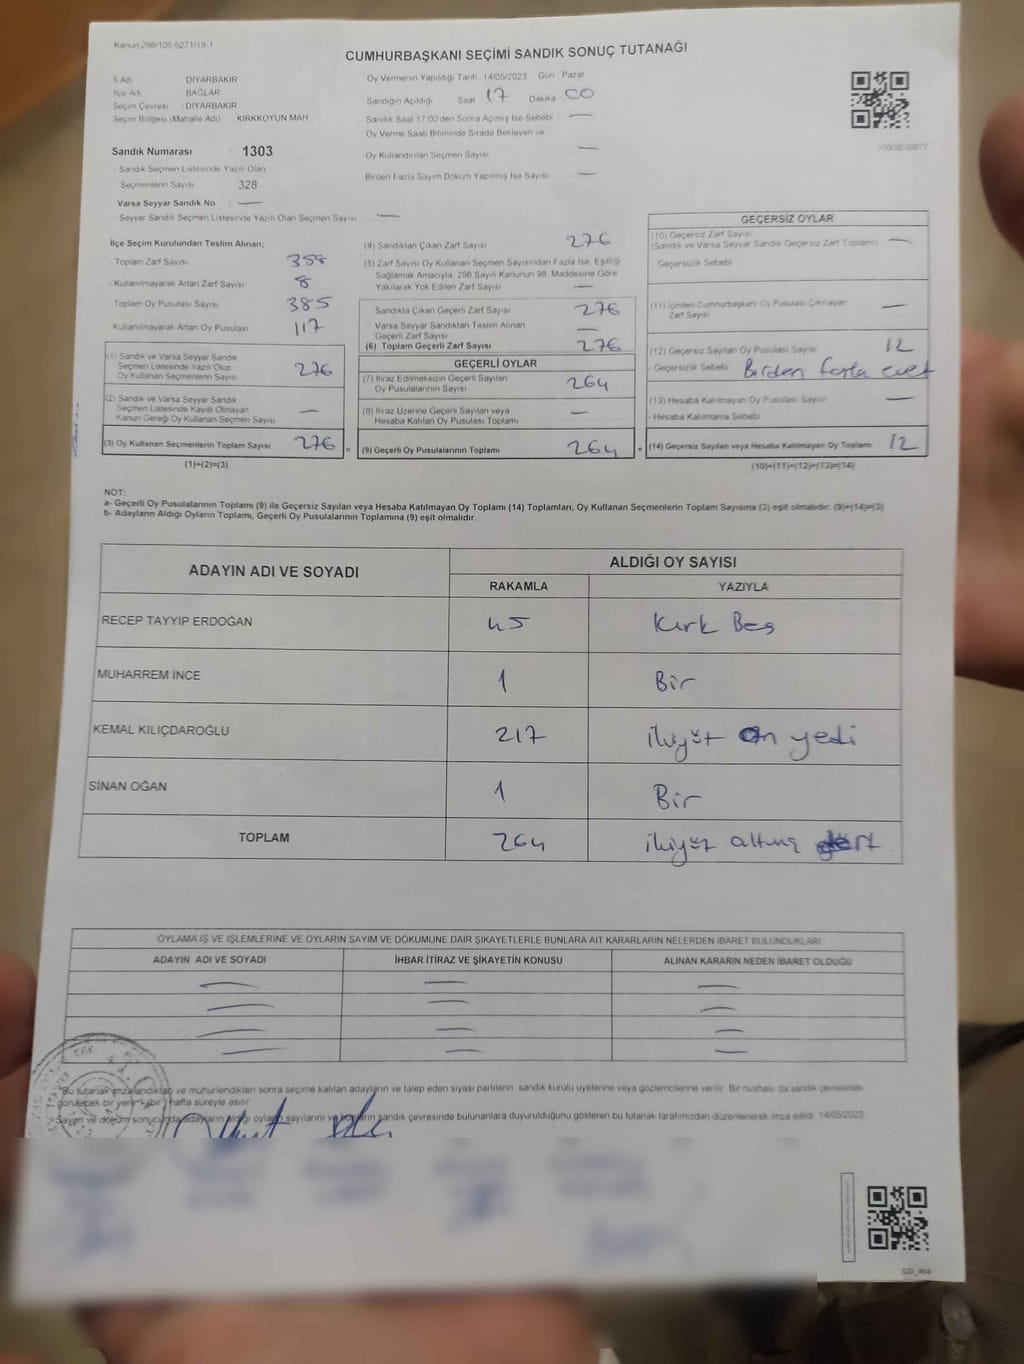 Kanun:298/105,6271/18-1
CUMHURBAŞKANI SEÇİMİ SANDIK SONUÇ TUTANAĞI
İl Adı DİYARBAKIR
İlçe Adı BAĞLAR
Seçim Çevresi : DİYARBAKIR
Seçim Bölgesi (Mahalle Adı) KIRKKOYUN MAH
Sandık Numarası : 1303
- Sandık Seçmen Listesinde Yazılı Olan
Seçmenlerin Sayısı 328
Varsa Seyyar Sandık No : —
- Seyyar Sandık Seçmen Listesinde Yazılı Olan Seçmen Sayısı —
Oy Vermenin Yapıldığı Tarih 14/05/2023 Gün Pazar
Sandığın Açıldığı Saat 17 Dakika 00
Sandık Saat 17:00'den Sonra Açılmış İse Sebebi —
Oy Verme Saati Bitiminde Sırada Bekleyen ve
Oy Kullandırılan Seçmen Sayısı —
Birden Fazla Sayım Döküm Yapılmış İse Sayısı —
İlçe Seçim Kurulundan Teslim Alınan;
- Toplam Zarf Sayısı
- Kullanılmayarak Artan Zarf Sayısı 8
Toplam Oy Pusulası Sayısı 385
Kullanılmayarak Artan Oy Pusulası 117
(1) Sandık ve Varsa Seyyar Sandık
Seçmen Listesinde Yazılı Olup
Oy Kullanan Seçmenlerin Sayısı 276
(2) Sandık ve Varsa Seyyar Sandık
Seçmen Listesinde Kayıtlı Olmayan
Kanun Gereği Oy Kullanan Seçmen Sayısı —
(3) Oy Kullanan Seçmenlerin Toplam Sayısı 276 =
(1)+(2)=(3)
(4) Sandıktan Çıkan Zarf Sayısı 276
(5) Zarf Sayısı Oy Kullanan Seçmen Sayısından Fazla İse, Eşitliği
Sağlamak Amacıyla, 298 Sayılı Kanunun 98. Maddesine Göre
Yakılarak Yok Edilen Zarf Sayısı —
Sandıkta Çıkan Geçerli Zarf Sayısı 276
Varsa Seyyar Sandıktan Teslim Alınan
Geçerli Zarf Sayısı —
(6) Toplam Geçerli Zarf Sayısı 276
GEÇERLİ OYLAR
(7) İtiraz Edilmeksizin Geçerli Sayılan
Oy Pusulalarının Sayısı 264
(8) İtiraz Üzerine Geçerli Sayılan veya
Hesaba Katılan Oy Pusulası Toplamı —
(9) Geçerli Oy Pusulalarının Toplamı 264 +
GEÇERSİZ OYLAR
(10) Geçersiz Zarf Sayısı
(Sandık ve Varsa Seyyar Sandık Geçersiz Zarf Toplamı) —
- Geçersizlik Sebebi
(11) İçinden Cumhurbaşkanı Oy Pusulası Çıkmayan
Zarf Sayısı —
(12) Geçersiz Sayılan Oy Pusulası Sayısı 12
- Geçersizlik Sebebi Birden fazla evet
(13) Hesaba Katılmayan Oy Pusulası Sayısı —
- Hesaba Katılmama Sebebi
(14) Geçersiz Sayılan veya Hesaba Katılmayan Oy Toplamı 12
(10)+(11)+(12)+(13)=(14)
NOT:
a- Geçerli Oy Pusulalarının Toplamı (9) ile Geçersiz Sayılan veya Hesaba Katılmayan Oy Toplamı (14) Toplamları, Oy Kullanan Seçmenlerin Toplam Sayısına (3) eşit olmalıdır. (9)+(14)=(3)
b- Adayların Aldığı Oyların Toplamı, Geçerli Oy Pusulalarının Toplamına (9) eşit olmalıdır.
ADAYIN ADI VE SOYADI ALDIĞI OY SAYISI
RAKAMLA YAZIYLA
RECEP TAYYİP ERDOĞAN 45 Kırk Beş
MUHARREM İNCE 1 Bir
KEMAL KILIÇDAROĞLU 217 ikiyüz on yedi
SİNAN OĞAN 1 Bir
TOPLAM 264 ikiyüz altmış dört
OYLAMA İŞ VE İŞLEMLERİNE VE OYLARIN SAYIM VE DÖKÜMÜNE DAİR ŞİKAYETLERLE BUNLARA AİT KARARLARIN NELERDEN İBARET BULUNDUKLARI
ADAYIN ADI VE SOYADI İHBAR İTİRAZ VE ŞİKAYETİN KONUSU ALINAN KARARIN NEDEN İBARET OLDUĞU
— — —
— — —
— — —
— — —
"Bu tutanak imzalandıktan ve mühürlendikten sonra seçime katılan adayların ve talep eden siyasi partilerin sandık kurulu üyelerine veya gözlemcilerine verilir. Bir nüshası da sandık çevresinde
görülecek bir yere 1 (bir) hafta süreyle asılır.
Sayım ve döküm sonucunda adayların aldığı oyların sayılarını ve bunların sandık çevresinde bulunanlara duyurulduğunu gösteren bu tutanak tarafımızdan düzenlenerek imza edildi. 14/05/2023